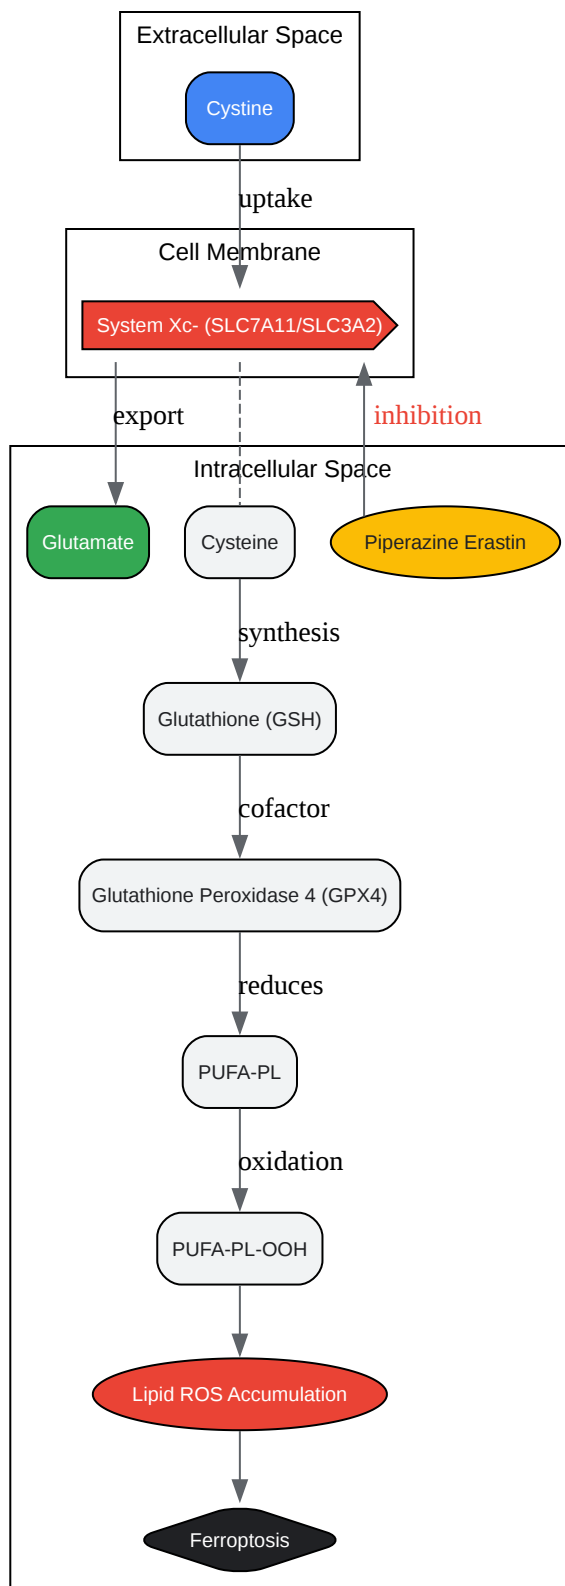 Extracellular Space
Cystine
uptake
Cell Membrane
System Xc- (SLC7A11/SLC3A2)
export
inhibition
Intracellular Space
Glutamate
Cysteine
Piperazine Erastin
synthesis
Glutathione (GSH)
cofactor
Glutathione Peroxidase 4 (GPX4)
reduces
PUFA-PL
oxidation
PUFA-PL-OOH
Lipid ROS Accumulation
Ferroptosis